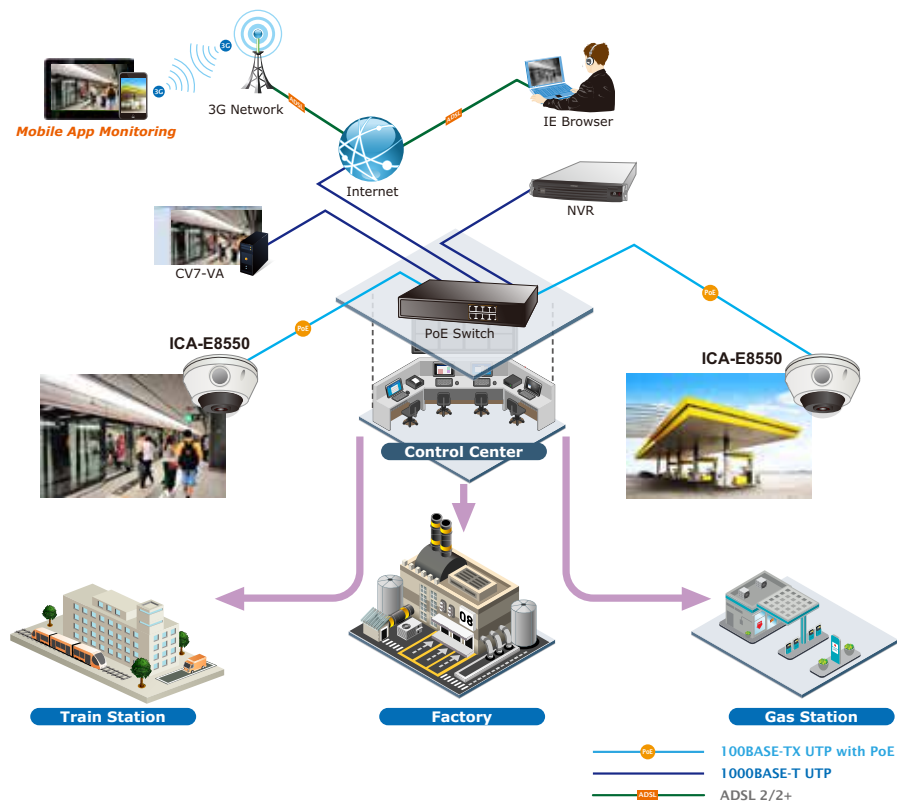 3G
3G
3G Network
ADSL
ADSL
Mobile App Monitoring
IE Browser
Internet
NVR
CV7-VA
PoE
PoE
PoE Switch
ICA-E8550
ICA-E8550
Control Center
08
Train Station
Factory
Gas Station
PoE
100BASE-TX UTP with PoE
1000BASE-T UTP
ADSL
ADSL 2/2+